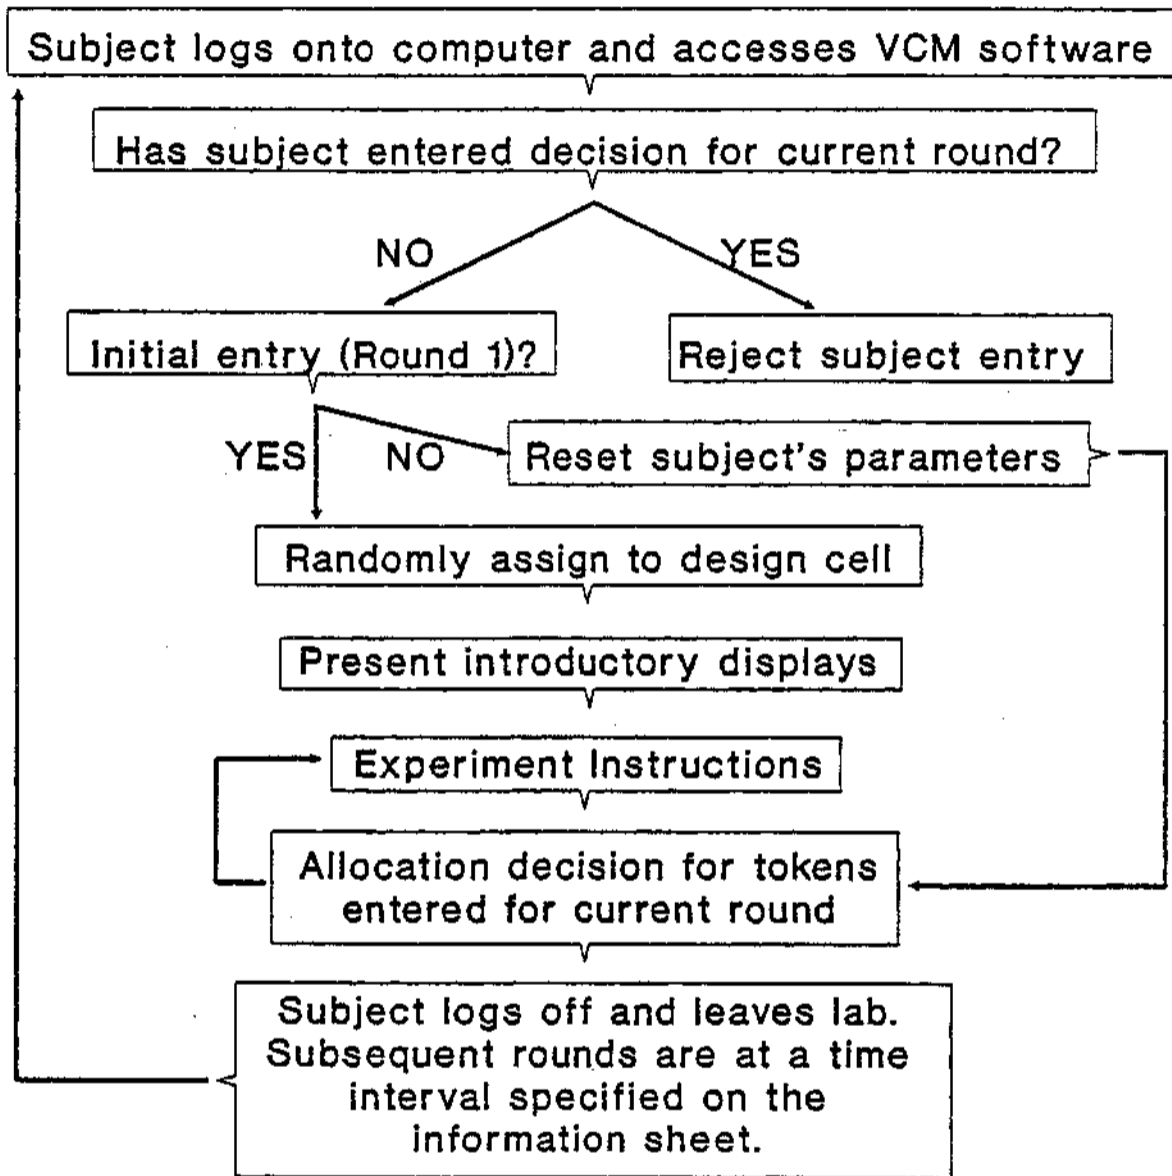 Subject logs onto computer and accesses VCM software
Has subject entered decision for current round?
NO
YES
Initial entry (Round 1)?
Reject subject entry
YES
NO
Reset subject's parameters
Randomly assign to design cell
Present introductory displays
Experiment Instructions
Allocation decision for tokens
entered for current round
Subject logs off and leaves lab.
Subsequent rounds are at a time
interval specified on the
information sheet.